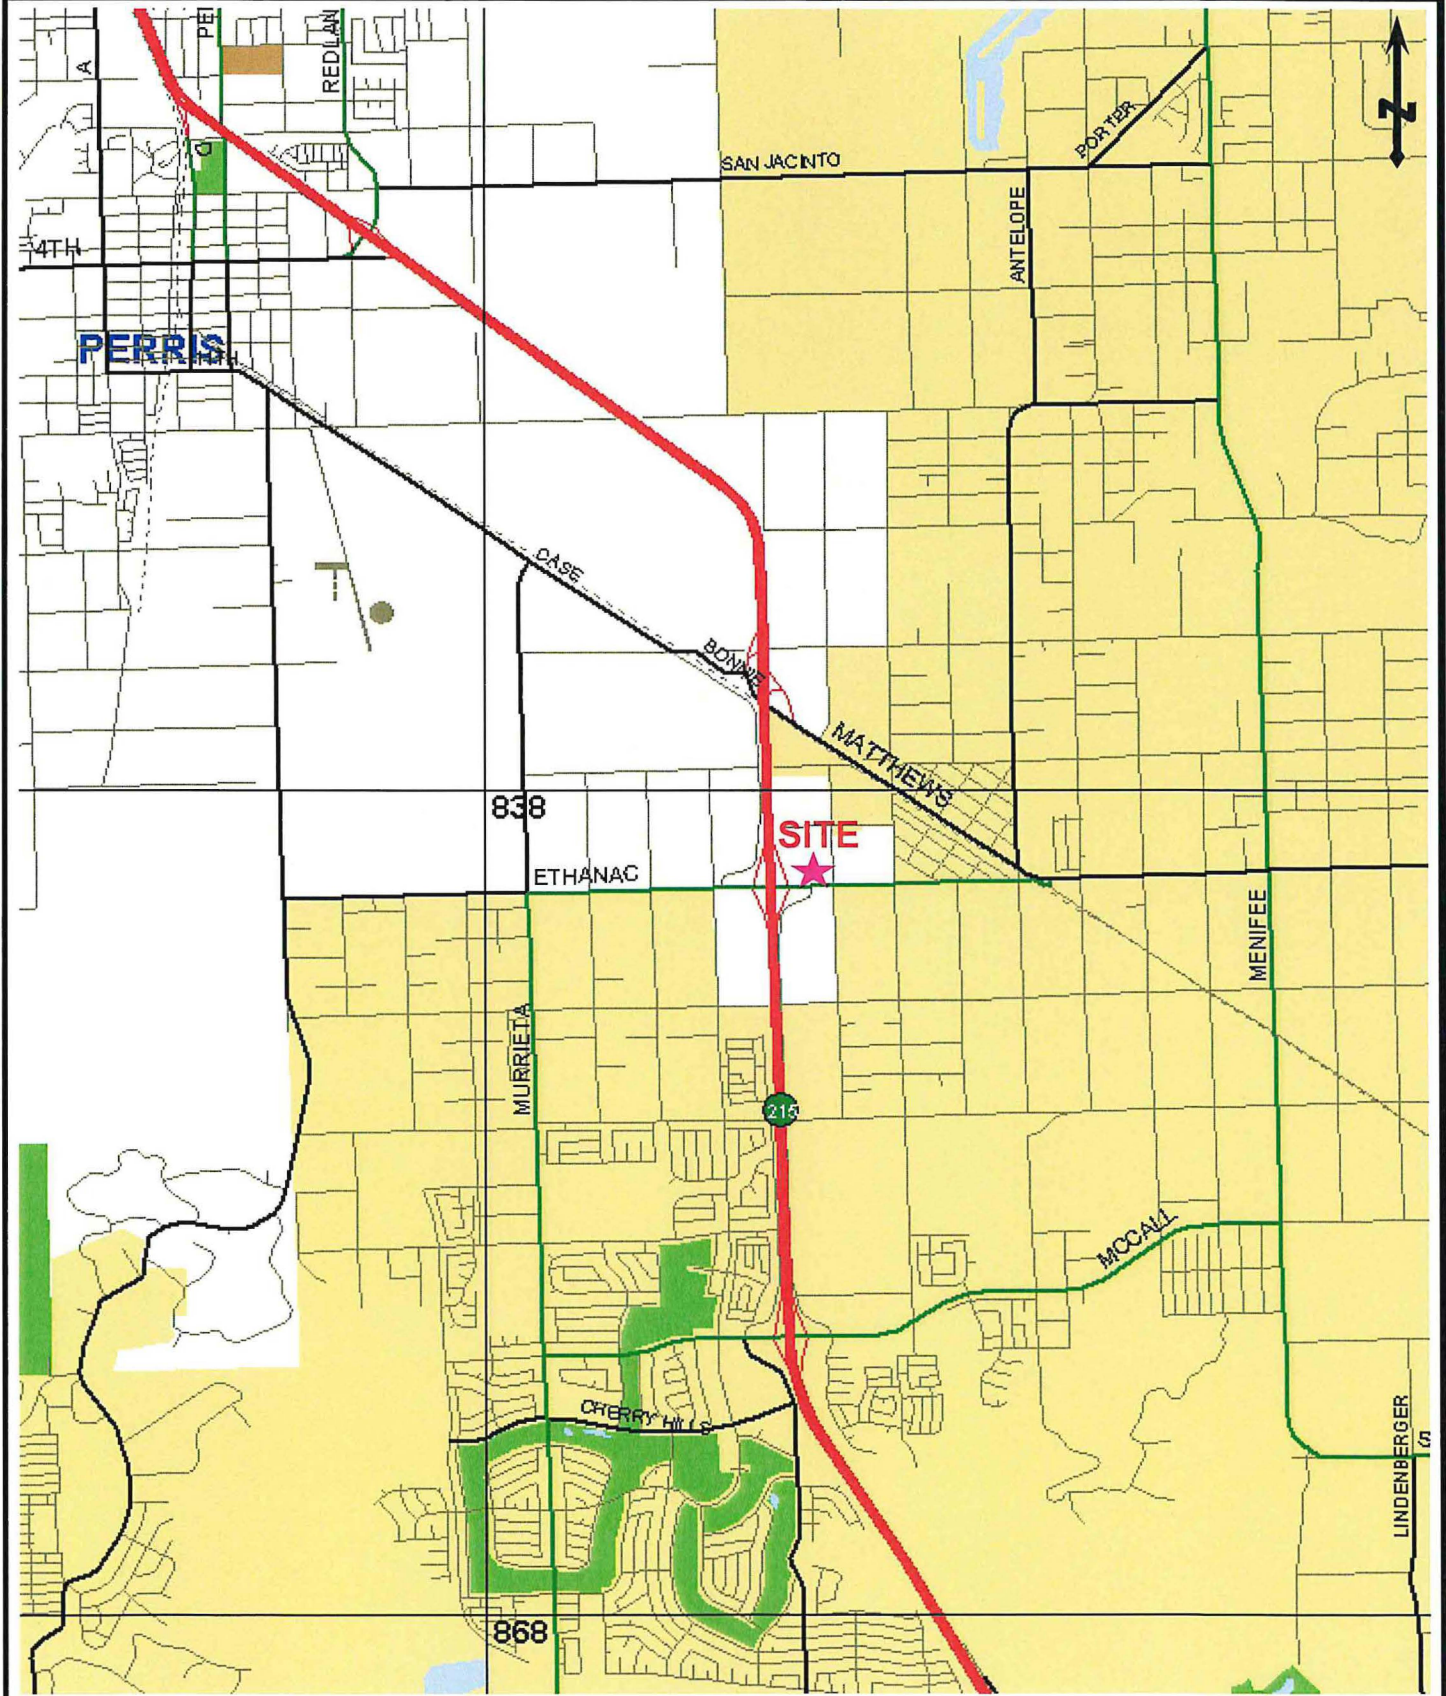 A
PEI
REDLAN
PORTER
SAN JACINTO
ANTELOPE
4TH
PERRIS
CASE
BONNIE
MATTHEWS
838
SITE
ETHANAC
MENIFEE
MURRIETA
215
MCCALL
CHERRY HILLS
LINDENBERGER
S
868
N